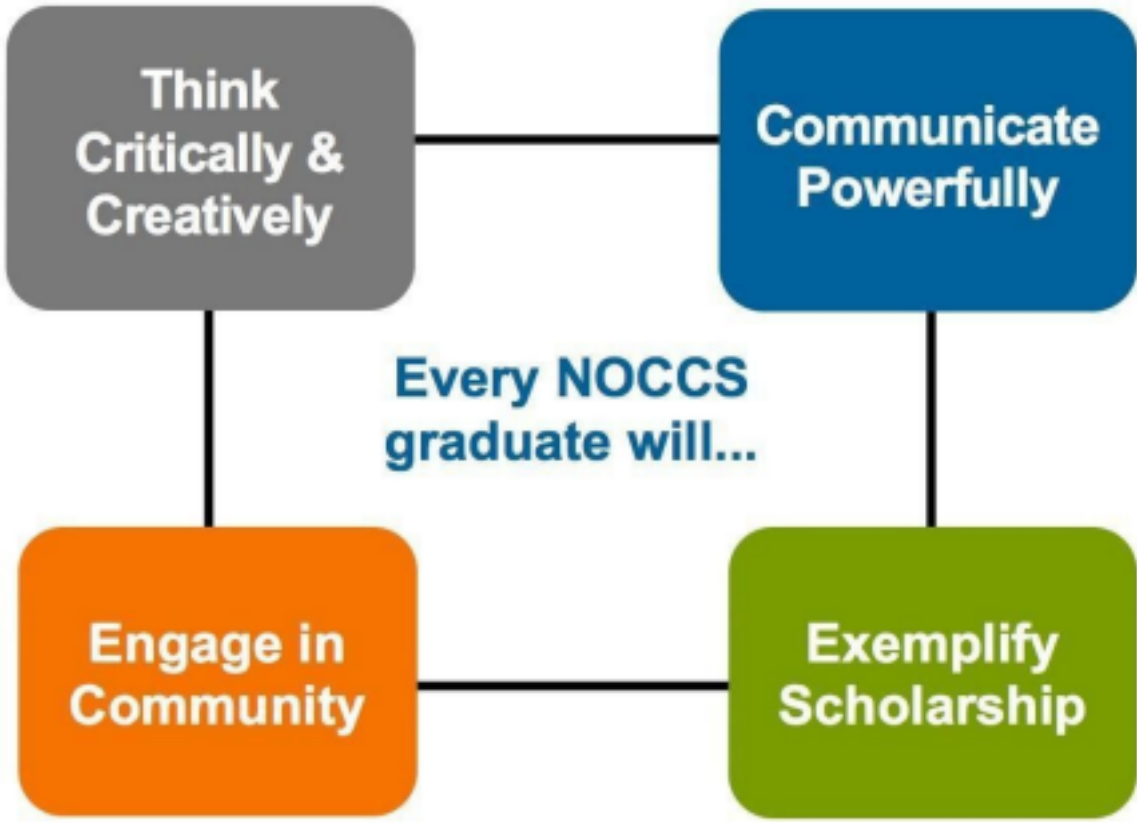 Think
Critically &
Creatively
Communicate
Powerfully
Every NOCCS
graduate will...
Engage in
Community
Exemplify
Scholarship